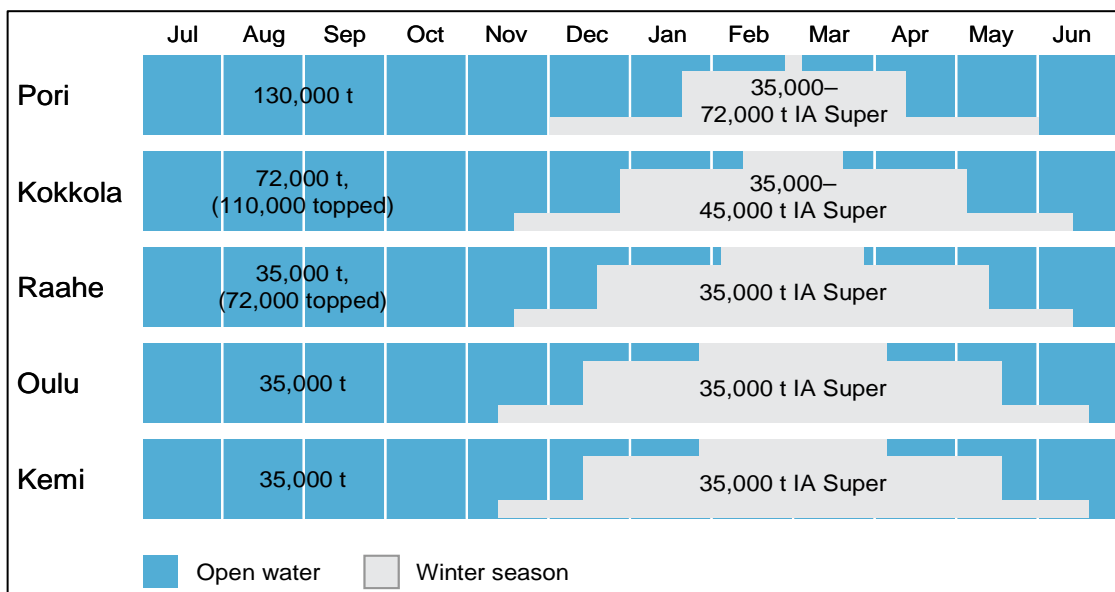 Jul Aug Sep Oct Nov Dec Jan Feb Mar Apr May Jun
Pori
130,000 t
35,000–
72,000 t IA Super
Kokkola
72,000 t,
(110,000 topped)
35,000–
45,000 t IA Super
Raahe
35,000 t,
(72,000 topped)
35,000 t IA Super
Oulu
35,000 t
35,000 t IA Super
Kemi
35,000 t
35,000 t IA Super
Open water
Winter season